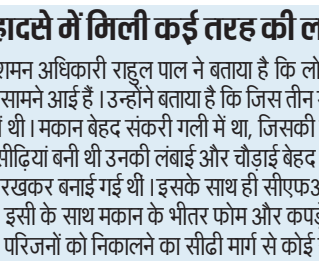 हादसे में मिली कई तरह की ल
शमन अधिकारी राहुल पाल ने बताया है कि लो
सामने आई हैं । उन्होंने बताया है कि जिस तीन
थी । मकान बेहद संकरी गली में था, जिसकी
सीढ़ियां बनी थी उनकी लंबाई और चौड़ाई बेहद
रखकर बनाई गई थीं । इसके साथ ही सीएफअ
इसी के साथ मकान के भीतर फोम और कपड़े
परिजनों को निकालने का सीढी मार्ग से कोई